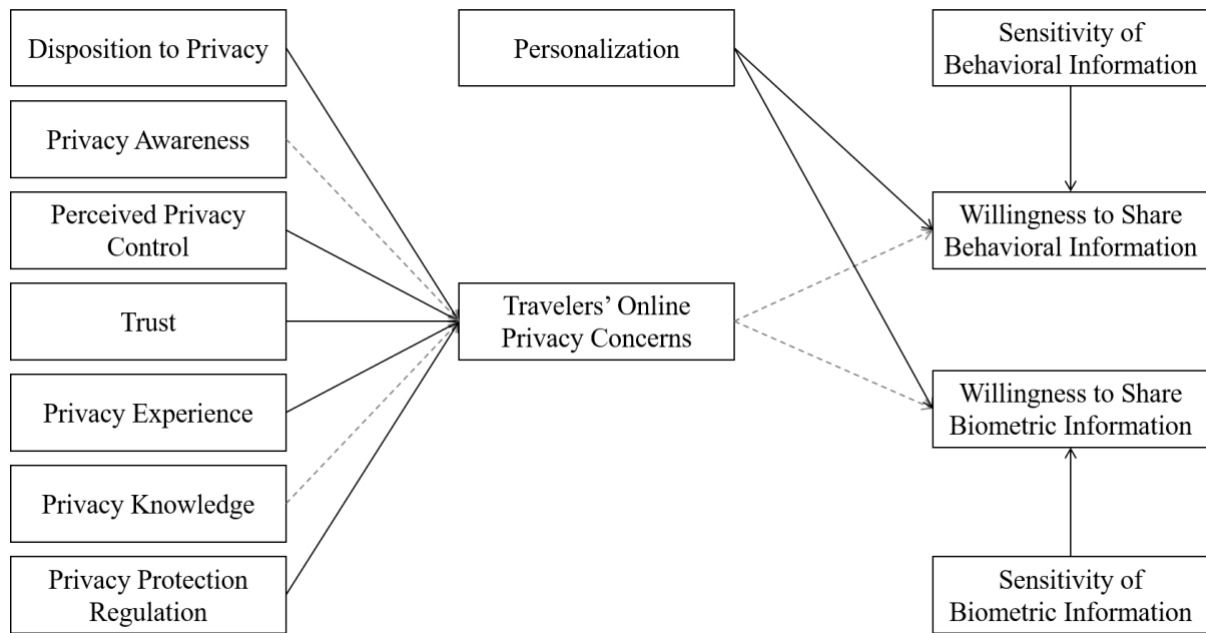 Disposition to Privacy
Privacy Awareness
Perceived Privacy
Control
Trust
Privacy Experience
Privacy Knowledge
Privacy Protection
Regulation
Personalization
Travelers’ Online
Privacy Concerns
Sensitivity of
Behavioral Information
Willingness to Share
Behavioral Information
Willingness to Share
Biometric Information
Sensitivity of
Biometric Information